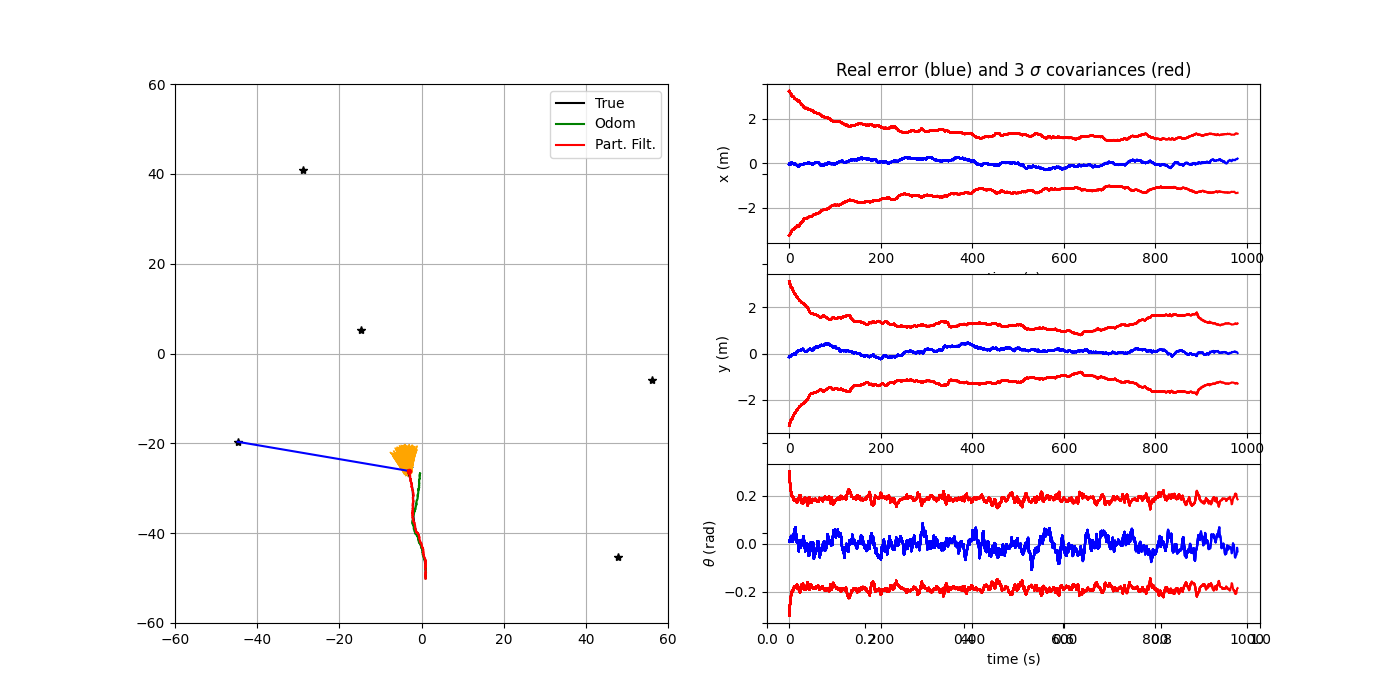 60
40
20
0
−20
−40
−60
−60 −40 −20 0 20 40 60
True
Odom
Part. Filt.
Real error (blue) and 3 σ covariances (red)
x (m)
2
0
−2
0 200 400 600 800 1000
y (m)
2
0
−2
0 200 400 600 800 1000
θ (rad)
0.2
0.0
−0.2
0.0 0 0.2 200 0.4 400 0.6 600 0.8 800 1000 1.0
time (s)